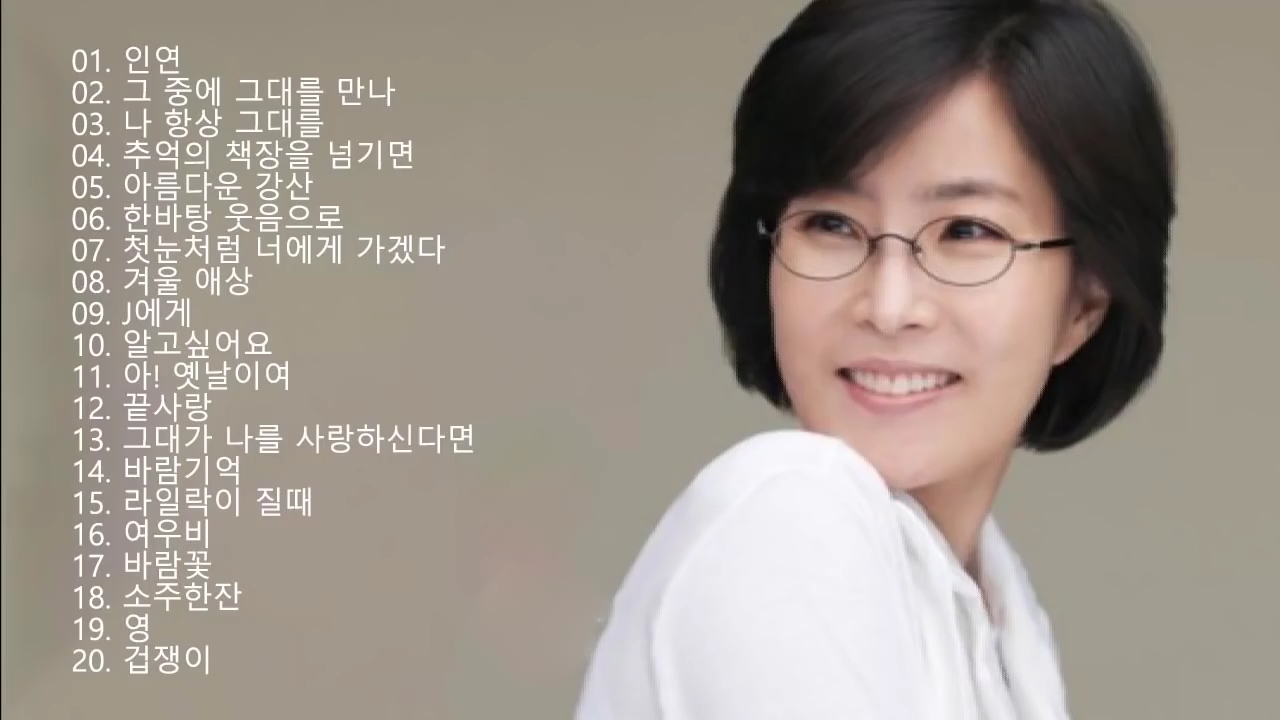 01. 인연
02. 그 중에 그대를 만나
03. 나 항상 그대를
04. 추억의 책장을 넘기면
05. 아름다운 강산
06. 한바탕 웃음으로
07. 첫눈처럼 너에게 가겠다
08. 겨울 애상
09. J에게
10. 알고싶어요
11. 아! 옛날이여
12. 끝사랑
13. 그대가 나를 사랑하신다면
14. 바람기억
15. 라일락이 질때
16. 여우비
17. 바람꽃
18. 소주한잔
19. 영
20. 겁쟁이